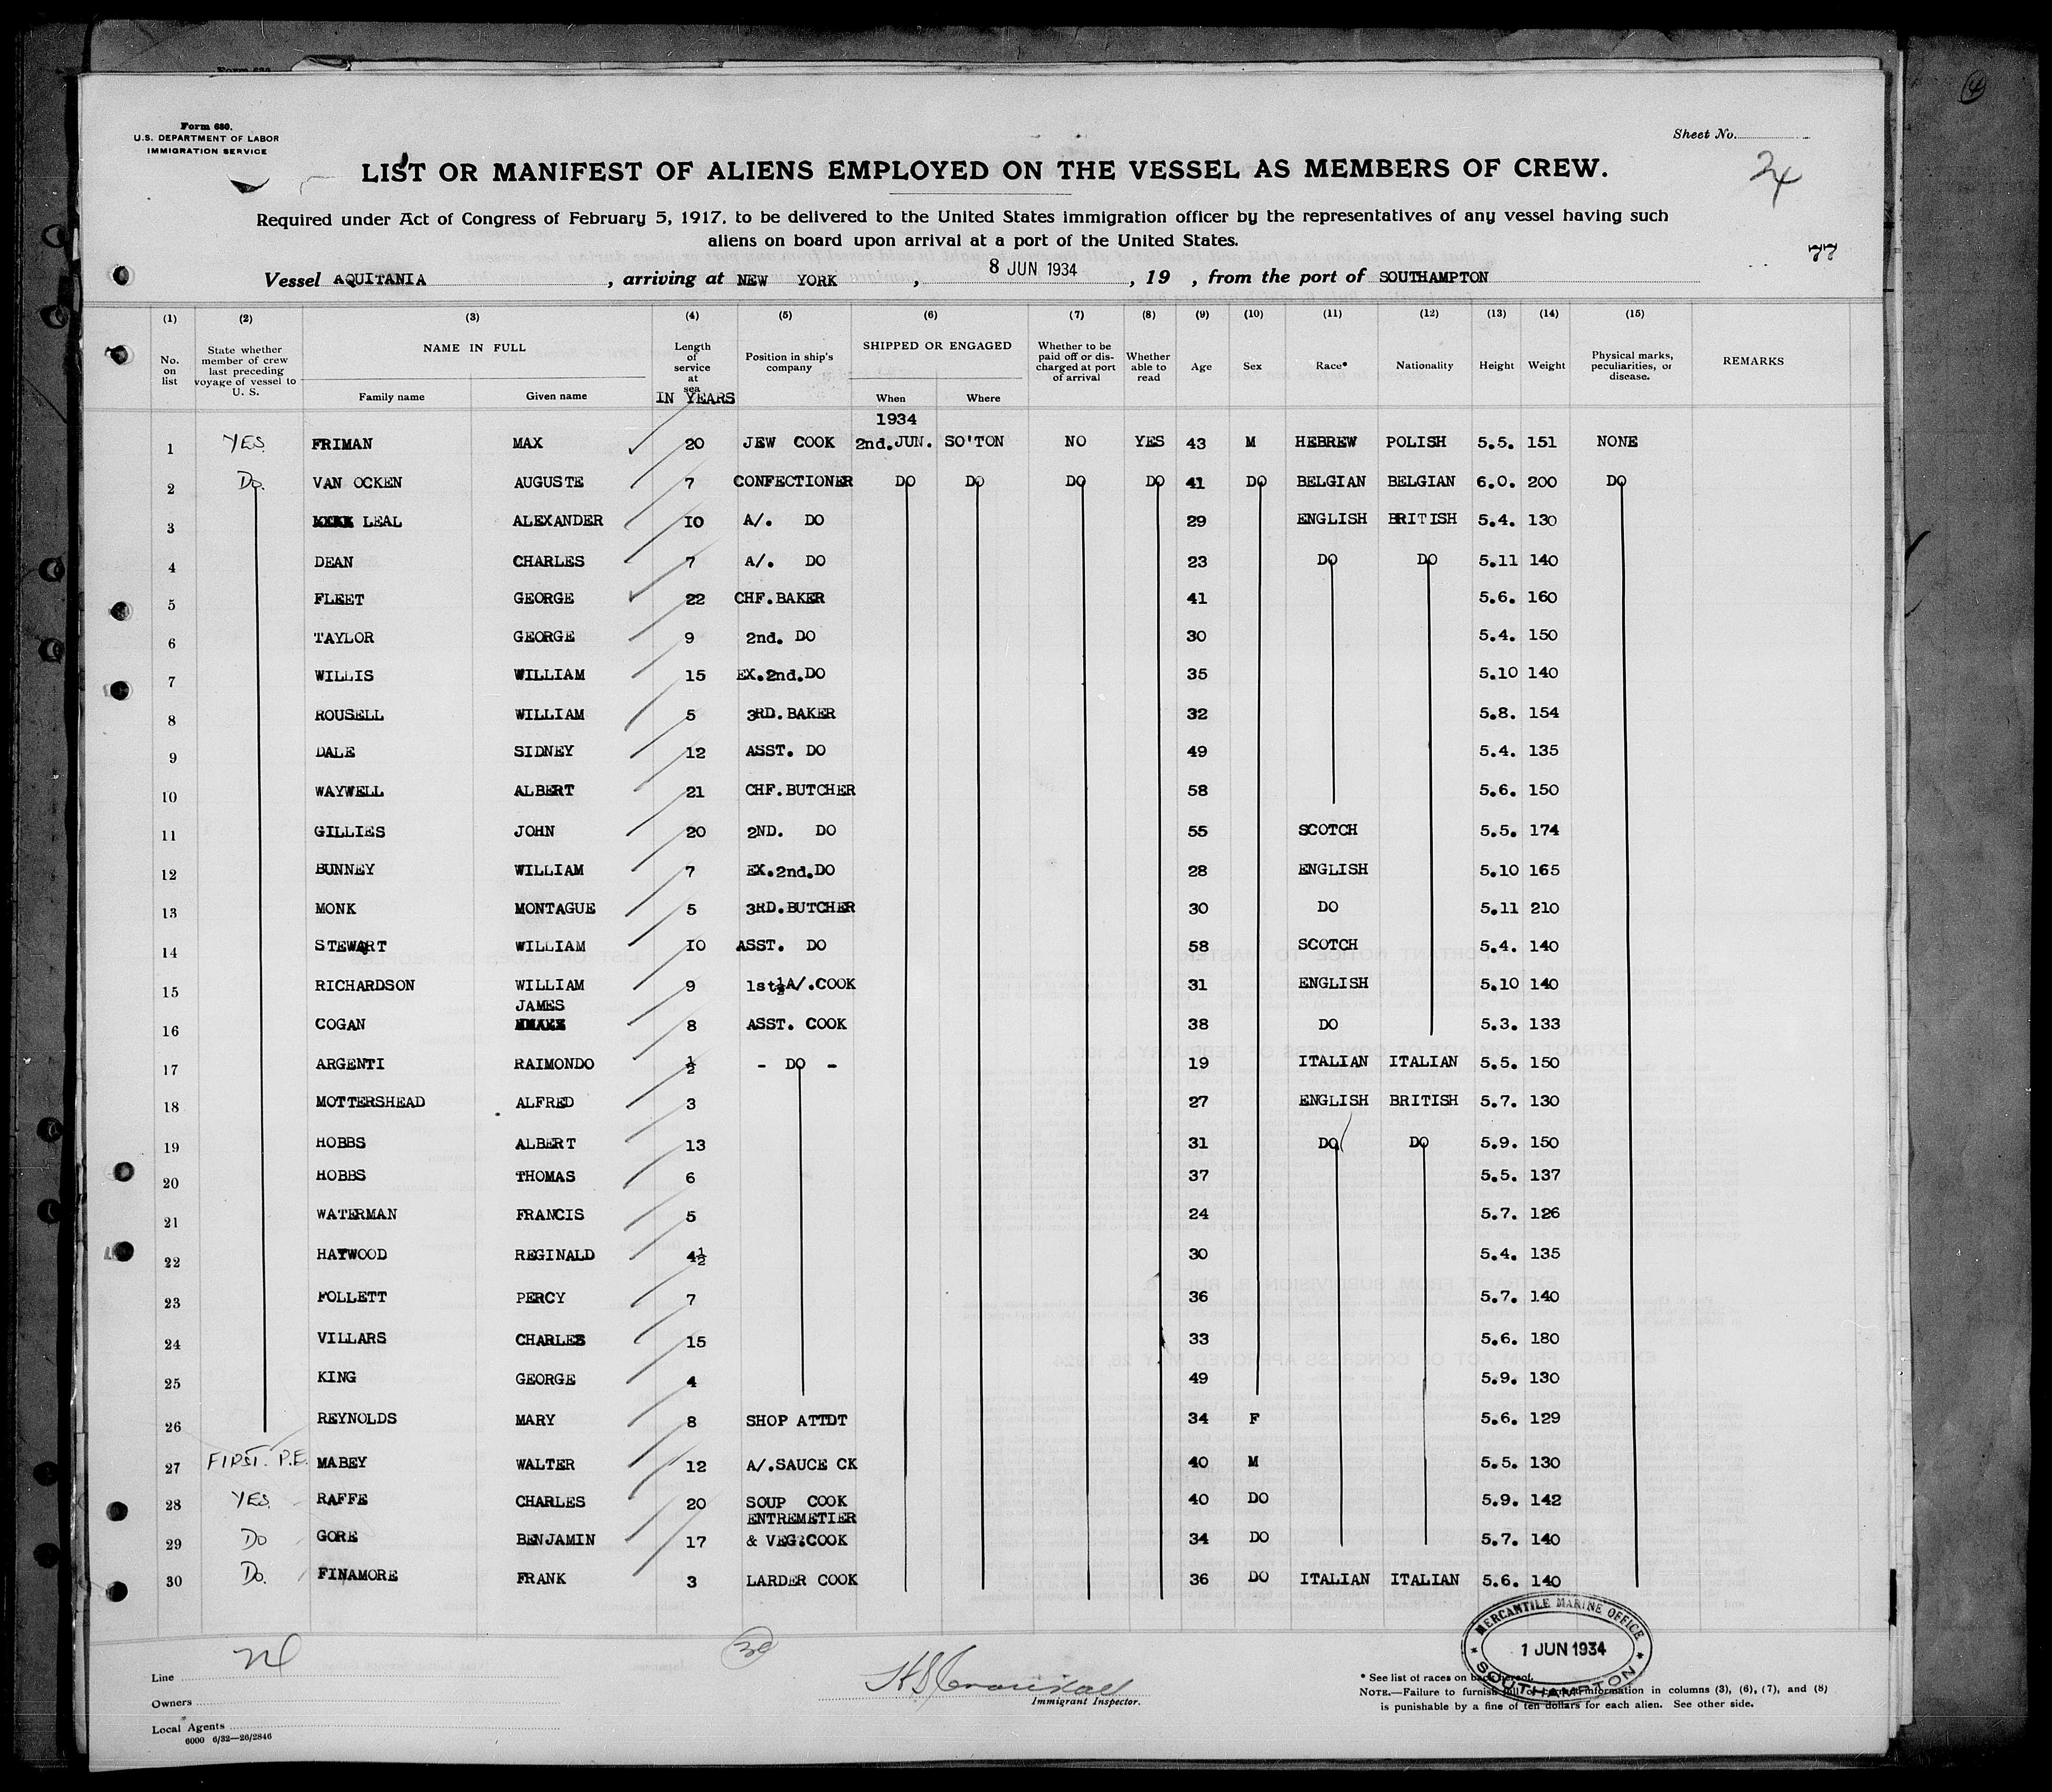 Form 680.
U.S. DEPARTMENT OF LABOR
IMMIGRATION SERVICE
Sheet No.
LIST OR MANIFEST OF ALIENS EMPLOYED ON THE VESSEL AS MEMBERS OF CREW.
Required under Act of Congress of February 5, 1917, to be delivered to the United States immigration officer by the representatives of any vessel having such
aliens on board upon arrival at a port of the United States.
77
Vessel AQUITANIA, arriving at NEW YORK, 8 JUN 1934, 19 , from the port of SOUTHAMPTON
(1) (2) (3) (4) (5) (6) (7) (8) (9) (10) (11) (12) (13) (14) (15)
No. on list
State whether member of crew last preceding voyage of vessel to U. S.
NAME IN FULL
Family name
Given name
Length of service at sea
IN YEARS
Position in ship's company
SHIPPED OR ENGAGED
When
Where
Whether to be paid off or discharged at port of arrival
Whether able to read
Age
Sex
Race*
Nationality
Height
Weight
Physical marks, peculiarities, or disease.
REMARKS
1934
1 YES FRIMAN MAX 20 JEW COOK 2nd.JUN. SO'TON NO YES 43 M HEBREW POLISH 5.5. 151 NONE
2 Do. VAN OCKEN AUGUSTE 7 CONFECTIONER DO DO DO DO 41 DO BELGIAN BELGIAN 6.0. 200 DO
3 LEAL ALEXANDER 10 A/. DO 29 ENGLISH BRITISH 5.4. 130
4 DEAN CHARLES 7 A/. DO 23 DO DO 5.11 140
5 FLEET GEORGE 22 CHF.BAKER 41 5.6. 160
6 TAYLOR GEORGE 9 2nd. DO 30 5.4. 150
7 WILLIS WILLIAM 15 EX.2nd.DO 35 5.10 140
8 ROUSELL WILLIAM 5 3RD.BAKER 32 5.8. 154
9 DALE SIDNEY 12 ASST. DO 49 5.4. 135
10 WAYWELL ALBERT 21 CHF.BUTCHER 58 5.6. 150
11 GILLIES JOHN 20 2ND. DO 55 SCOTCH 5.5. 174
12 BUNNEY WILLIAM 7 EX.2nd.DO 28 ENGLISH 5.10 165
13 MONK MONTAGUE 5 3RD.BUTCHER 30 DO 5.11 210
14 STEWART WILLIAM 10 ASST. DO 58 SCOTCH 5.4. 140
15 RICHARDSON WILLIAM 9 1st½A/.COOK 31 ENGLISH 5.10 140
16 COGAN JAMES 8 ASST. COOK 38 DO 5.3. 133
17 ARGENTI RAIMONDO ½ - DO - 19 ITALIAN ITALIAN 5.5. 150
18 MOTTERSHEAD ALFRED 3 27 ENGLISH BRITISH 5.7. 130
19 HOBBS ALBERT 13 31 DO DO 5.9. 150
20 HOBBS THOMAS 6 37 5.5. 137
21 WATERMAN FRANCIS 5 24 5.7. 126
22 HAYWOOD REGINALD 4½ 30 5.4. 135
23 FOLLETT PERCY 7 36 5.7. 140
24 VILLARS CHARLES 15 33 5.6. 180
25 KING GEORGE 4 49 5.9. 130
26 REYNOLDS MARY 8 SHOP ATTDT 34 F 5.6. 129
27 FIRST. P.E. MABEY WALTER 12 A/.SAUCE CK 40 M 5.5. 130
28 YES RAFFE CHARLES 20 SOUP COOK 40 DO 5.9. 142
29 DO GORE BENJAMIN 17 ENTREMETIER & VEG:COOK 34 DO 5.7. 140
30 Do. FINAMORE FRANK 3 LARDER COOK 36 DO ITALIAN ITALIAN 5.6. 140
MERCANTILE MARINE OFFICE
1 JUN 1934
SOUTHAMPTON
30
Line
Owners
Local Agents
6000 6/32—26/2846
Immigrant Inspector.
* See list of races on back hereof.
NOTE.—Failure to furnish full or correct information in columns (3), (6), (7), and (8)
is punishable by a fine of ten dollars for each alien. See other side.